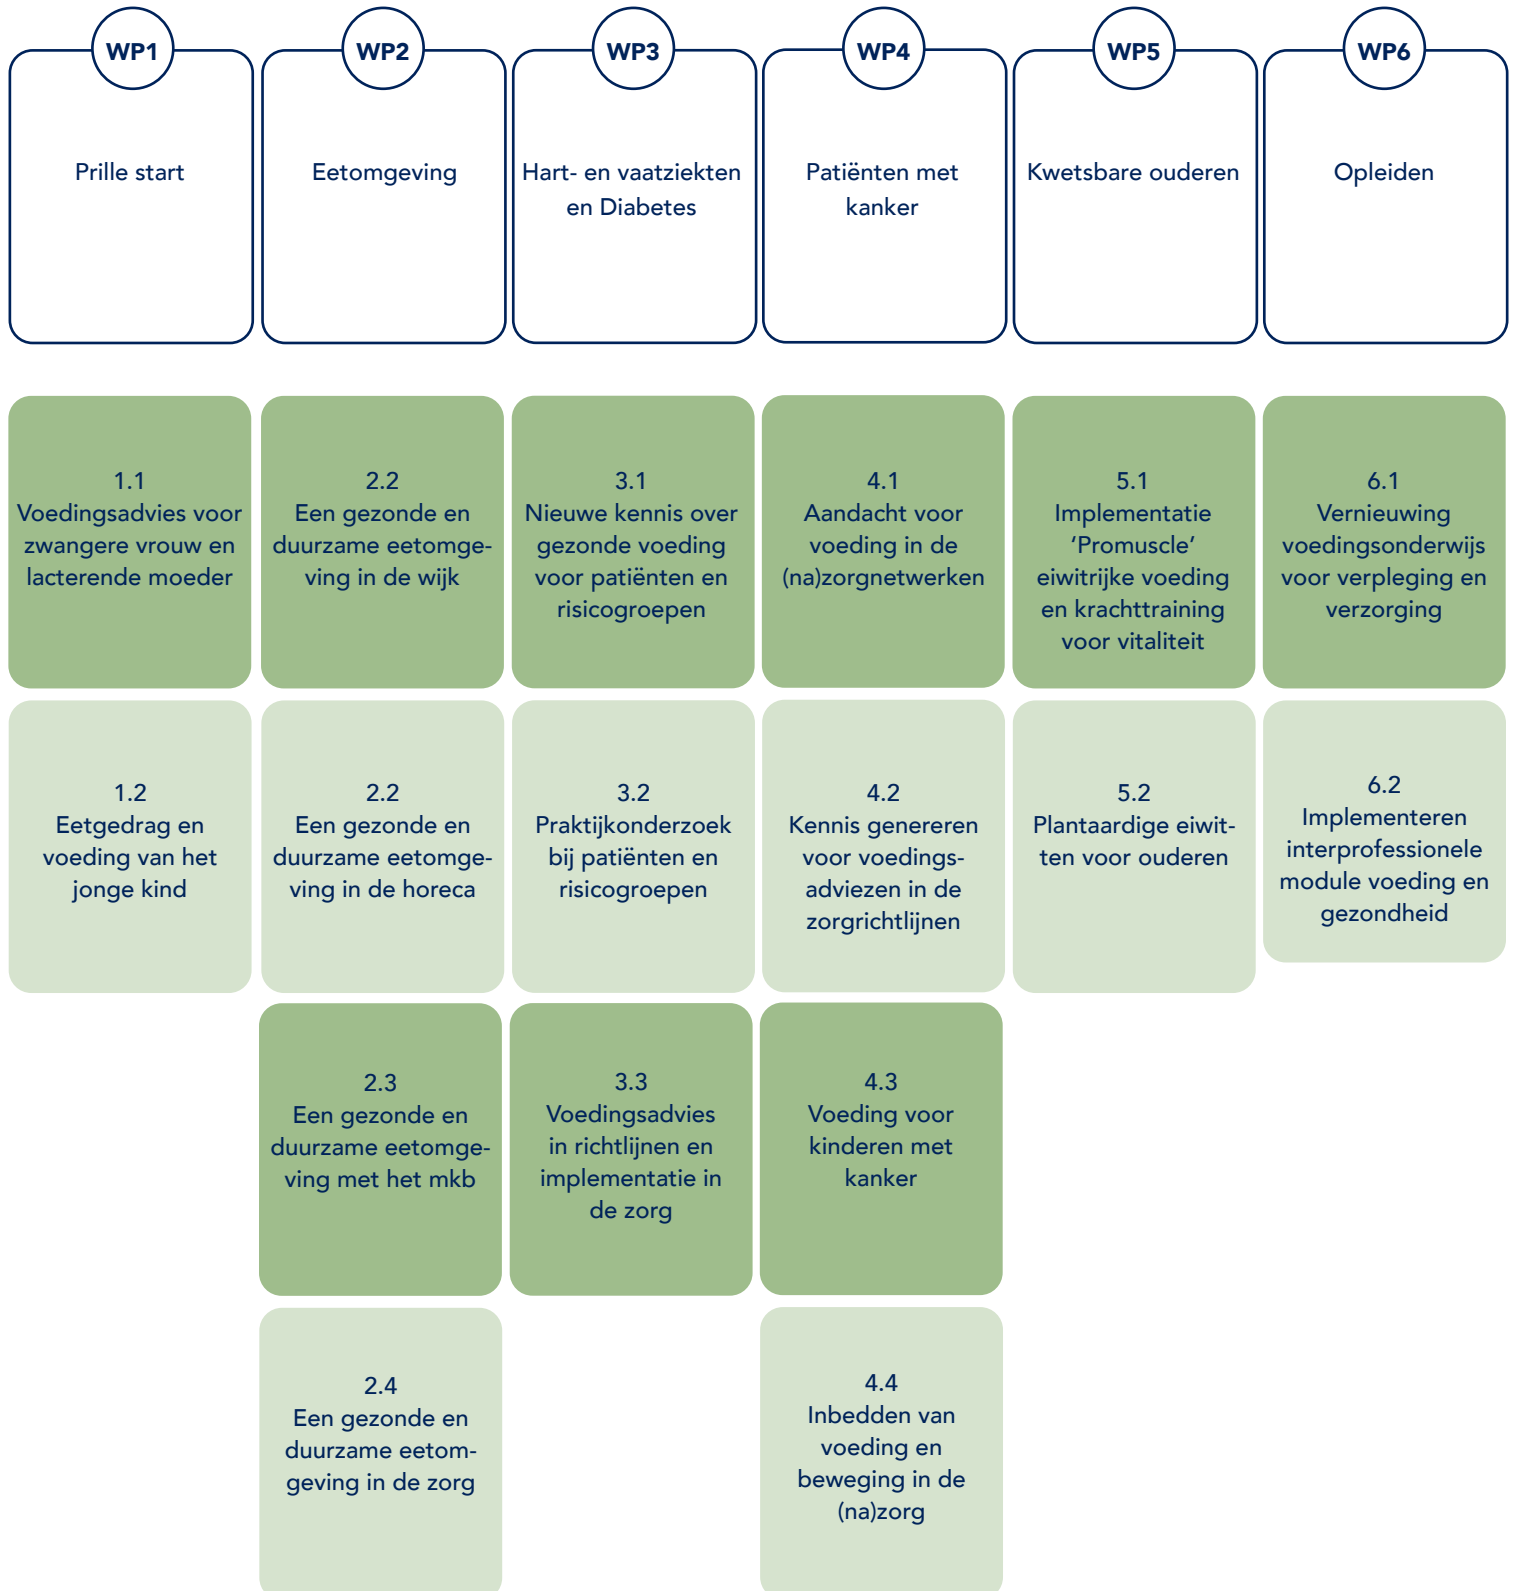 WP1
WP2
WP3
WP4
WP5
WP6
Prille start
Eetomgeving
Hart- en vaatziekten
en Diabetes
Patiënten met
kanker
Kwetsbare ouderen
Opleiden
1.1
Voedingsadvies voor
zwangere vrouw en
lacterende moeder
2.2
Een gezonde en
duurzame eetomge-
ving in de wijk
3.1
Nieuwe kennis over
gezonde voeding
voor patiënten en
risicogroepen
4.1
Aandacht voor
voeding in de
(na)zorgnetwerken
5.1
Implementatie
‘Promuscle’
eiwitrijke voeding
en krachttraining
voor vitaliteit
6.1
Vernieuwing
voedingsonderwijs
voor verpleging en
verzorging
1.2
Eetgedrag en
voeding van het
jonge kind
2.2
Een gezonde en
duurzame eetomge-
ving in de horeca
3.2
Praktijkonderzoek
bij patiënten en
risicogroepen
4.2
Kennis genereren
voor voedings-
adviezen in de
zorgrichtlijnen
5.2
Plantaardige eiwit-
ten voor ouderen
6.2
Implementeren
interprofessionele
module voeding en
gezondheid
2.3
Een gezonde en
duurzame eetomge-
ving met het mkb
3.3
Voedingsadvies
in richtlijnen en
implementatie in
de zorg
4.3
Voeding voor
kinderen met
kanker
2.4
Een gezonde en
duurzame eetom-
geving in de zorg
4.4
Inbedden van
voeding en
beweging in de
(na)zorg